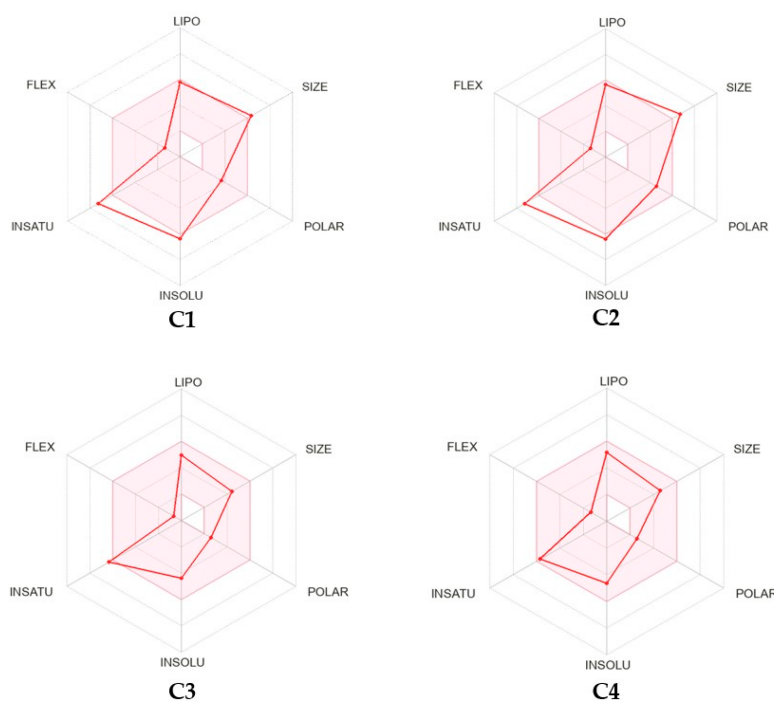 LIPO
FLEX
SIZE
INSATU
POLAR
INSOLU
C1
LIPO
FLEX
SIZE
INSATU
POLAR
INSOLU
C2
LIPO
FLEX
SIZE
INSATU
POLAR
INSOLU
C3
LIPO
FLEX
SIZE
INSATU
POLAR
INSOLU
C4